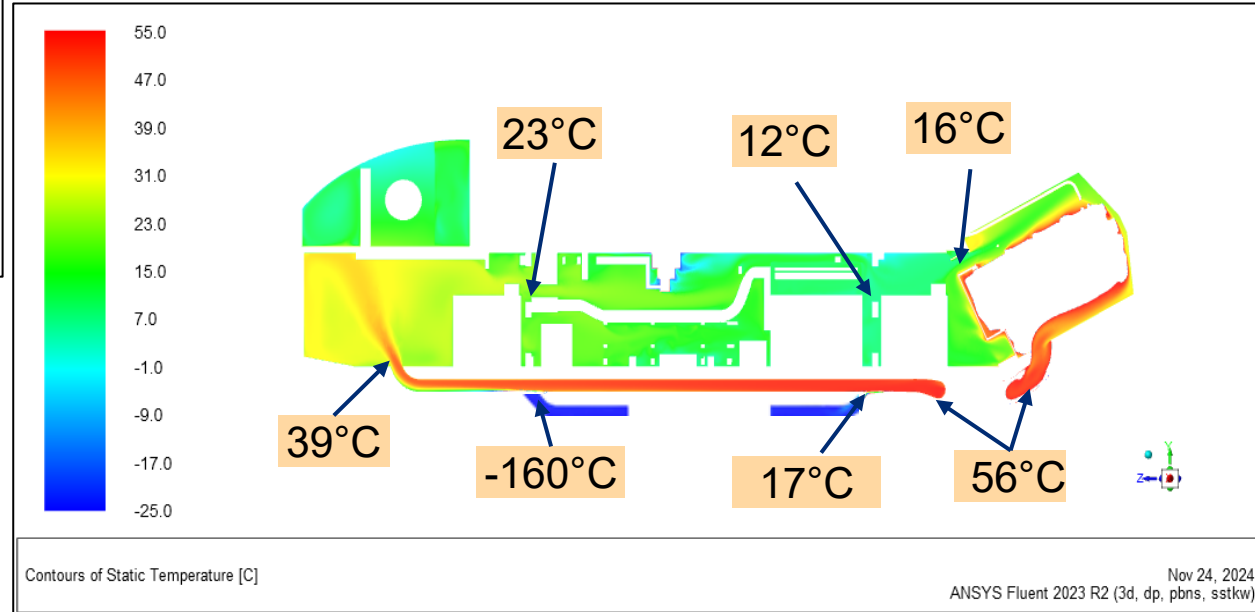 55.0
47.0
39.0
31.0
23.0
15.0
7.0
-1.0
-9.0
-17.0
-25.0
23°C
12°C
16°C
39°C
-160°C
17°C
56°C
Y
Z
Contours of Static Temperature [C]
Nov 24, 2024
ANSYS Fluent 2023 R2 (3d, dp, pbns, sstkw)